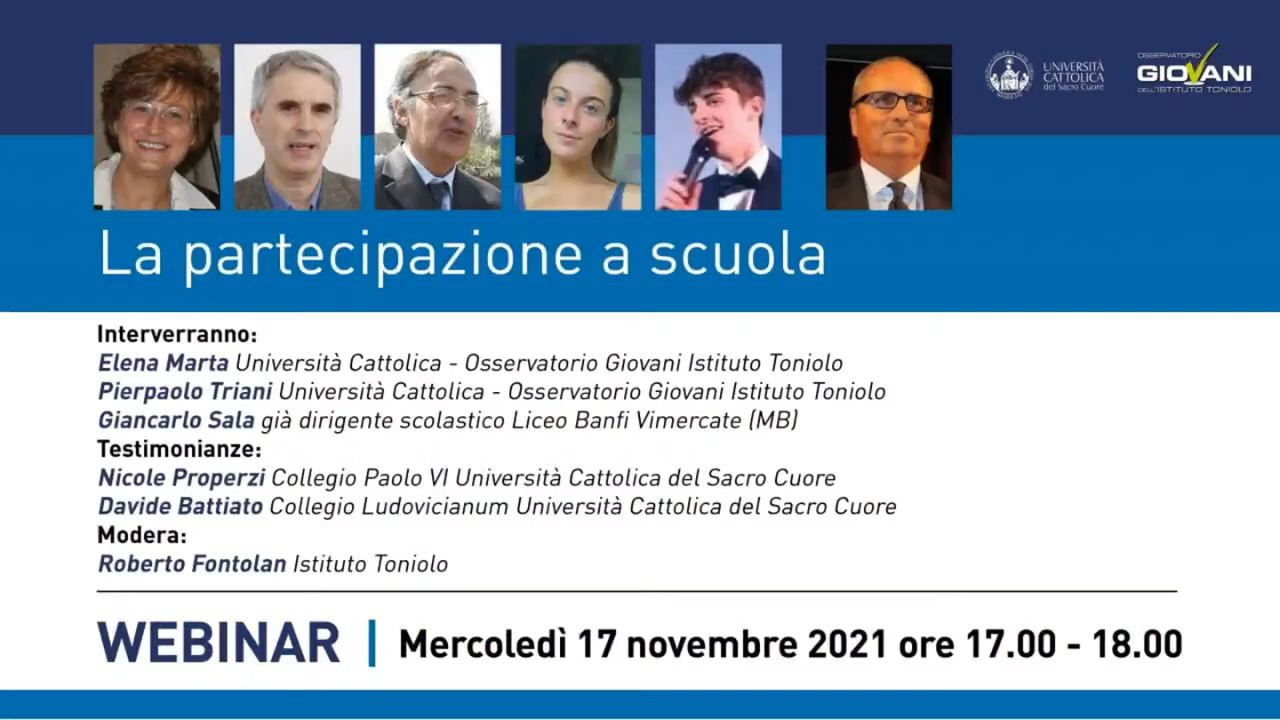 UNIVERSITÀ
CATTOLICA
del Sacro Cuore
OSSERVATORIO
GIOVANI
DELL'ISTITUTO TONIOLO
La partecipazione a scuola
Interverranno:
Elena Marta Università Cattolica - Osservatorio Giovani Istituto Toniolo
Pierpaolo Triani Università Cattolica - Osservatorio Giovani Istituto Toniolo
Giancarlo Sala già dirigente scolastico Liceo Banfi Vimercate (MB)
Testimonianze:
Nicole Properzi Collegio Paolo VI Università Cattolica del Sacro Cuore
Davide Battiato Collegio Ludovicianum Università Cattolica del Sacro Cuore
Modera:
Roberto Fontolan Istituto Toniolo
WEBINAR | Mercoledì 17 novembre 2021 ore 17.00 - 18.00